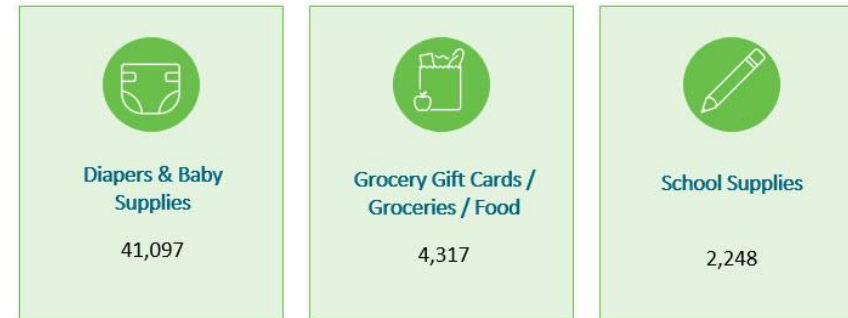 Diapers & Baby
Supplies
41,097
Grocery Gift Cards /
Groceries / Food
4,317
School Supplies
2,248